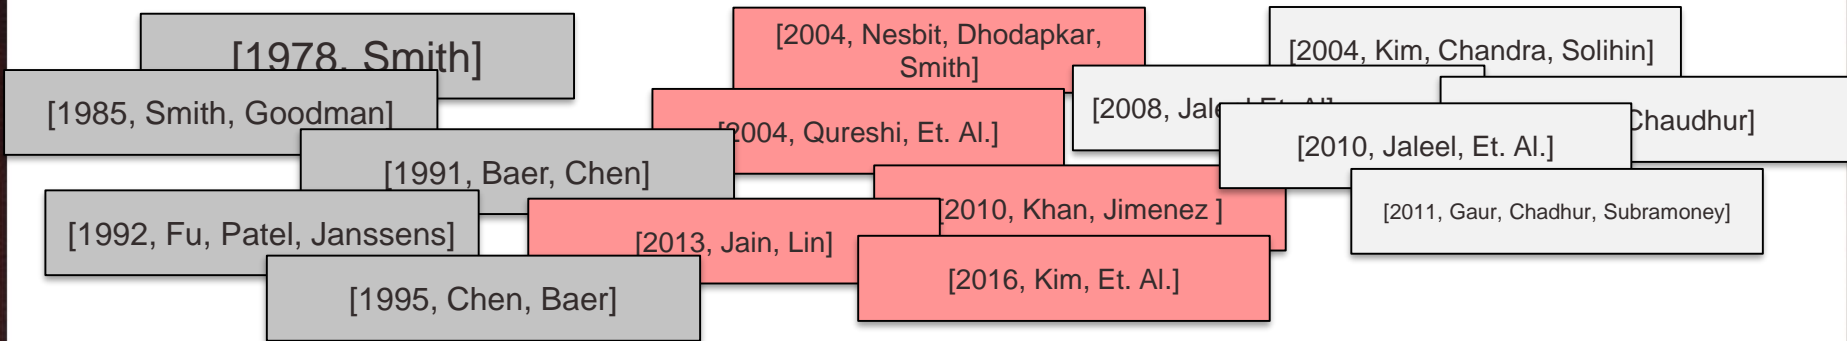 [1978, Smith]
[1985, Smith, Goodman]
[1991, Baer, Chen]
[1992, Fu, Patel, Janssens]
[1995, Chen, Baer]
[2004, Nesbit, Dhodapkar,
Smith]
[2004, Qureshi, Et. Al.]
[2010, Khan, Jimenez ]
[2013, Jain, Lin]
[2016, Kim, Et. Al.]
[2004, Kim, Chandra, Solihin]
[2008,
Chaudhur]
[2010, Jaleel, Et. Al.]
[2011, Gaur, Chadhur, Subramoney]